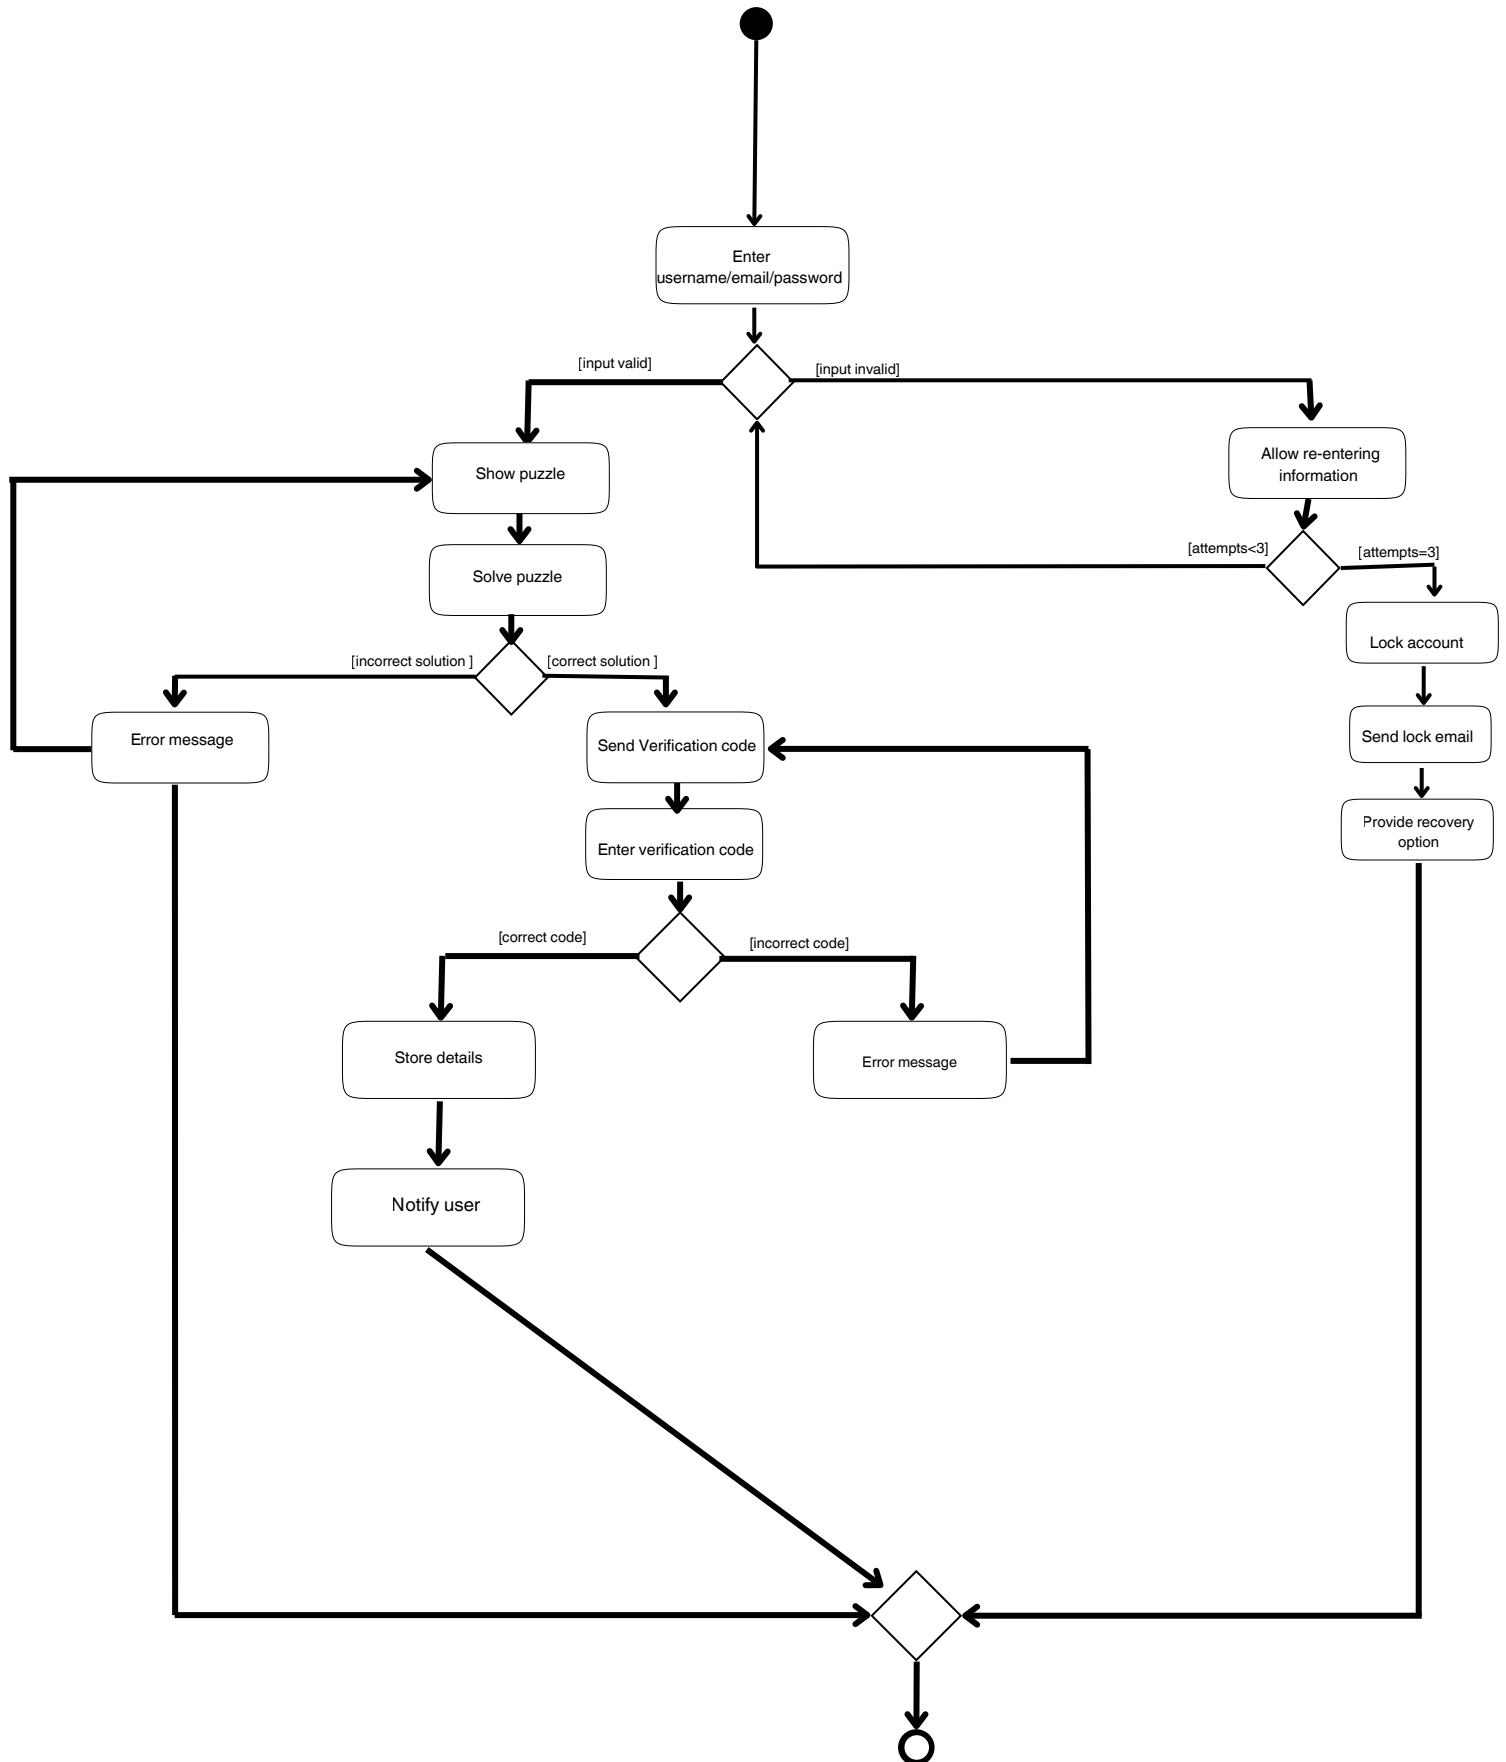 Enter
username/email/password
[input valid]
[input invalid]
Allow re-entering
information
Show puzzle
[attempts<3]
[attempts=3]
Solve puzzle
Lock account
[incorrect solution ]
[correct solution ]
Error message
Send Verification code
Send lock email
Provide recovery
option
Enter verification code
[correct code]
[incorrect code]
Store details
Error message
Notify user